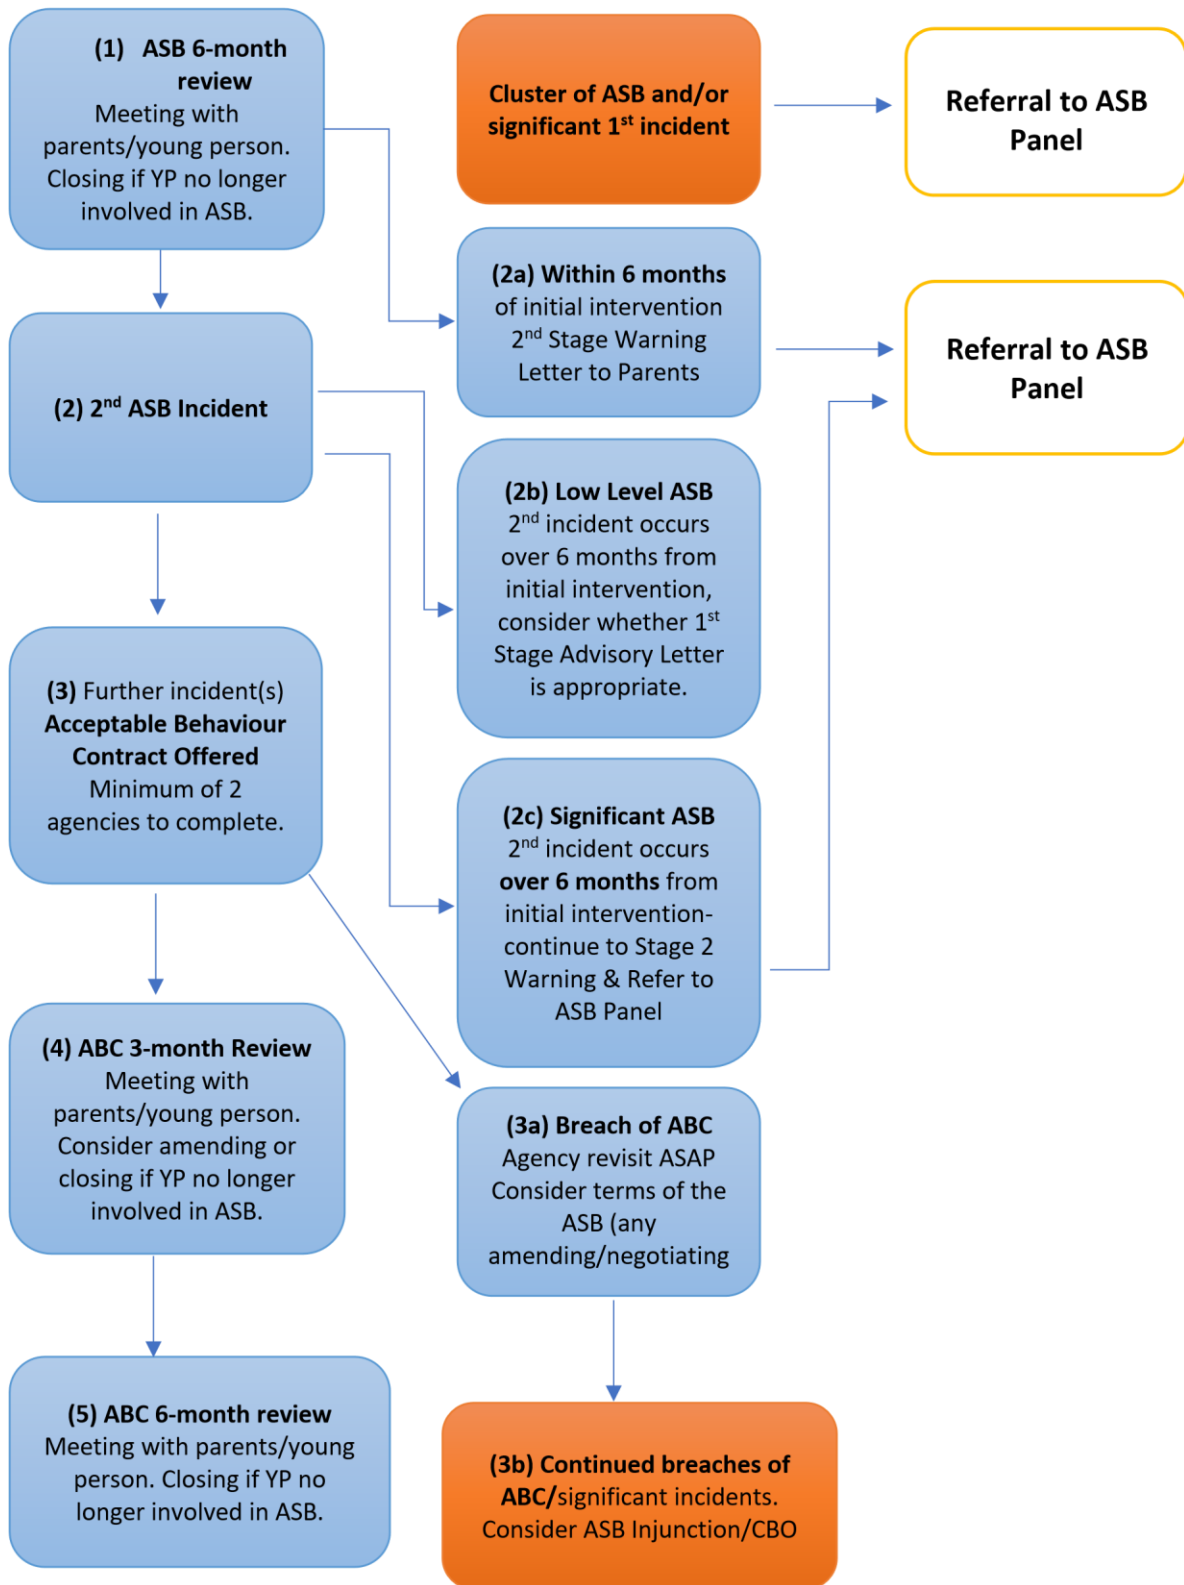 (1) ASB 6-month
review
Meeting with
parents/young person.
Closing if YP no longer
involved in ASB.
Cluster of ASB and/or
significant 1st incident
Referral to ASB
Panel
(2a) Within 6 months
of initial intervention
2nd Stage Warning
Letter to Parents
Referral to ASB
Panel
(2) 2nd ASB Incident
(2b) Low Level ASB
2nd incident occurs
over 6 months from
initial intervention,
consider whether 1st
Stage Advisory Letter
is appropriate.
(3) Further incident(s)
Acceptable Behaviour
Contract Offered
Minimum of 2
agencies to complete.
(2c) Significant ASB
2nd incident occurs
over 6 months from
initial intervention-
continue to Stage 2
Warning & Refer to
ASB Panel
(4) ABC 3-month Review
Meeting with
parents/young person.
Consider amending or
closing if YP no longer
involved in ASB.
(3a) Breach of ABC
Agency revisit ASAP
Consider terms of the
ASB (any
amending/negotiating
(5) ABC 6-month review
Meeting with parents/young
person. Closing if YP no
longer involved in ASB.
(3b) Continued breaches of
ABC/significant incidents.
Consider ASB Injunction/CBO